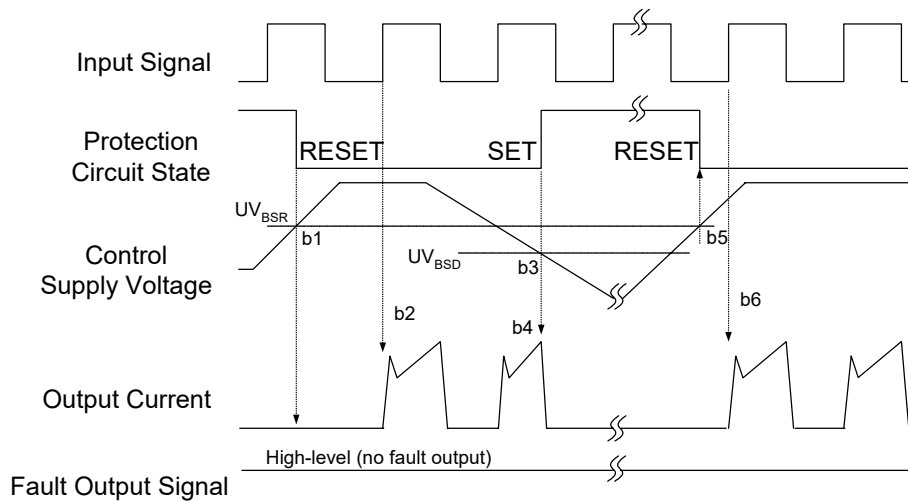 Input Signal
Protection
Circuit State
RESET
SET
RESET
UV_BSR
b1
b5
UV_BSD
b3
Control
Supply Voltage
b2
b4
b6
Output Current
High-level (no fault output)
Fault Output Signal